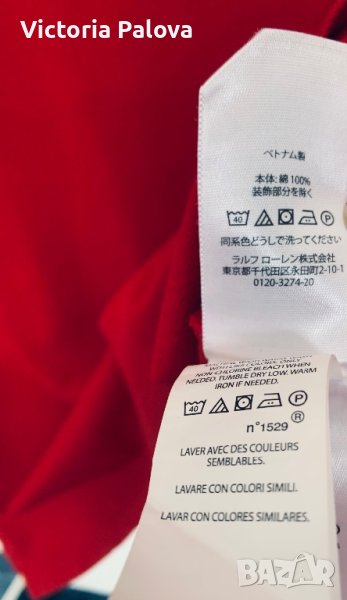 Victoria Palova
ベトナム製
本体: 綿 100%
装飾部分を除く
40 P
同系色どうしで洗ってください
ラルフ ローレン株式会社
東京都千代田区永田町2-10-1
0120-3274-20
NON-CHLORINE BLEACH WHEN
NEEDED. TUMBLE DRY LOW. WARM
IRON IF NEEDED.
40 P
n°1529 ®
LAVER AVEC DES COULEURS
SEMBLABLES.
LAVARE CON COLORI SIMILI.
LAVAR CON COLORES SIMILARES.
BAZAR